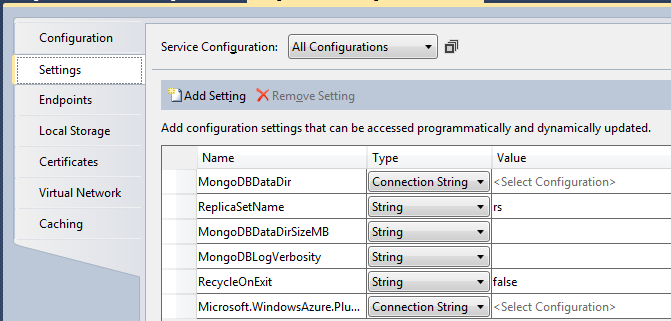 Configuration
Settings
Endpoints
Local Storage
Certificates
Virtual Network
Caching
Service Configuration: All Configurations
Add Setting Remove Setting
Add configuration settings that can be accessed programmatically and dynamically updated.
Name Type Value
MongoDBDataDir Connection String <Select Configuration>
ReplicaSetName String rs
MongoDBDataDirSizeMB String
MongoDBLogVerbosity String
RecycleOnExit String false
Microsoft.WindowsAzure.Plu... Connection String <Select Configuration>